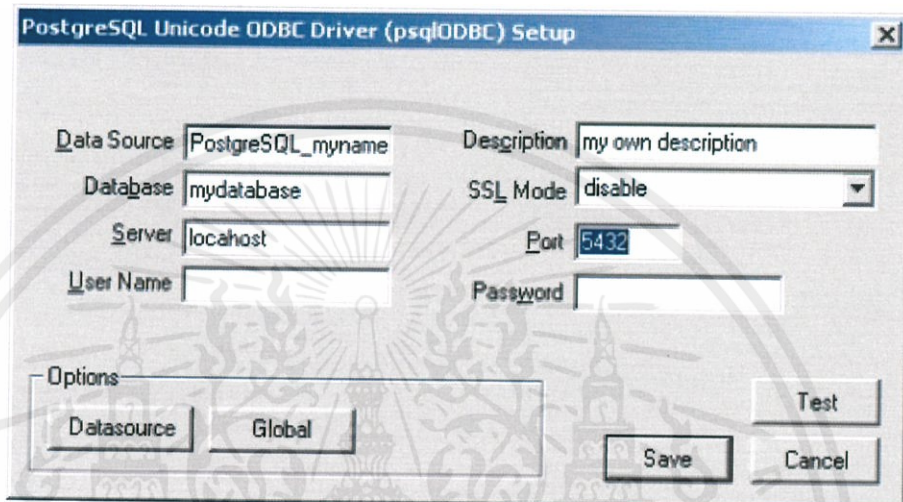 PostgreSQL Unicode ODBC Driver (psqlODBC) Setup
Data Source PostgreSQL_myname Description my own description
Database mydatabase SSL Mode disable
Server locahost Port 5432
User Name Password
Options
Datasource Global
Test
Save Cancel